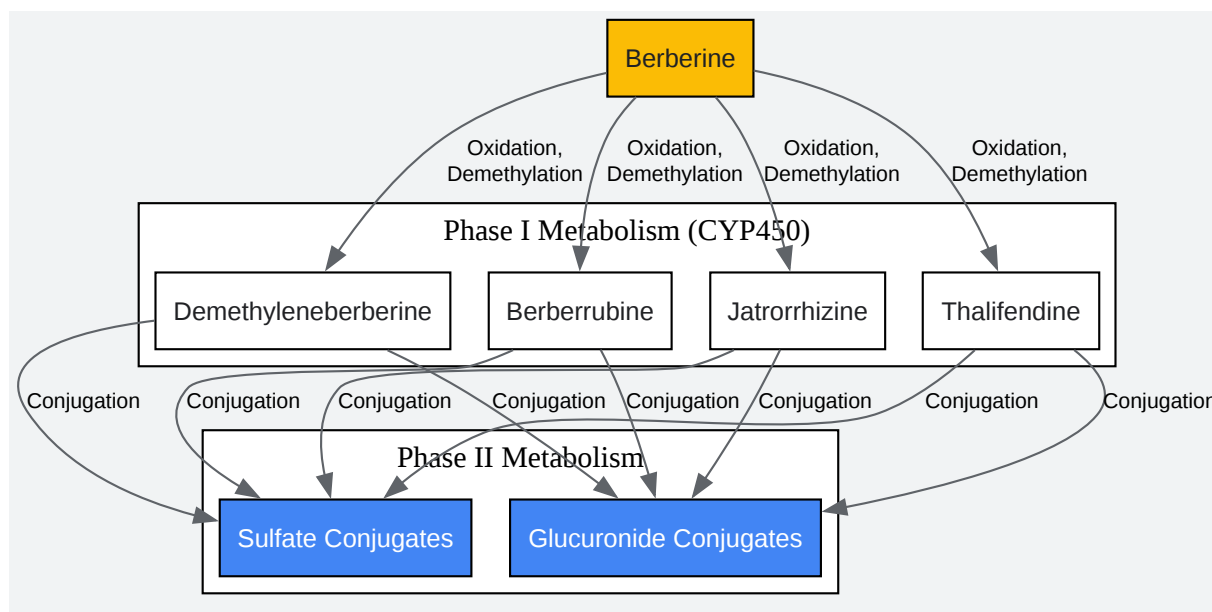 Berberine
Oxidation,
Demethylation
Oxidation,
Demethylation
Oxidation,
Demethylation
Oxidation,
Demethylation
Phase I Metabolism (CYP450)
Demethyleneberberine
Berberrubine
Jatrorrhizine
Thalifendine
Conjugation
Conjugation
Conjugation
Conjugation
Conjugation
Conjugation
Conjugation
Conjugation
Phase II Metabolism
Sulfate Conjugates
Glucuronide Conjugates